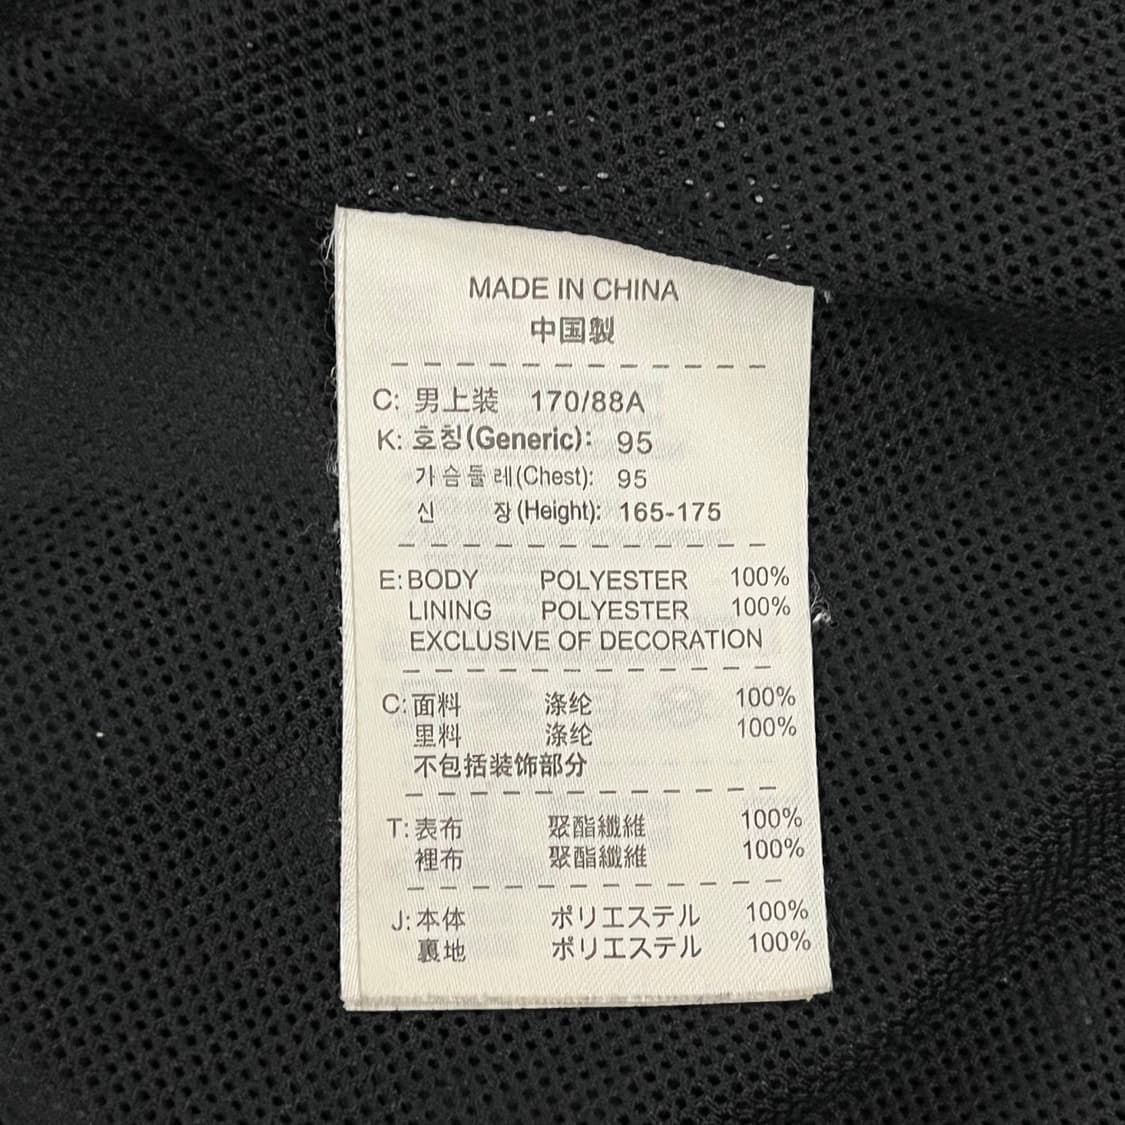 MADE IN CHINA
中国製
C: 男上装 170/88A
K: 호칭(Generic): 95
가슴둘레(Chest): 95
신 장(Height): 165-175
E: BODY POLYESTER 100%
LINING POLYESTER 100%
EXCLUSIVE OF DECORATION
C: 面料 涤纶 100%
里料 涤纶 100%
不包括装饰部分
T: 表布 聚酯纖維 100%
裡布 聚酯纖維 100%
J: 本体 ポリエステル 100%
裏地 ポリエステル 100%